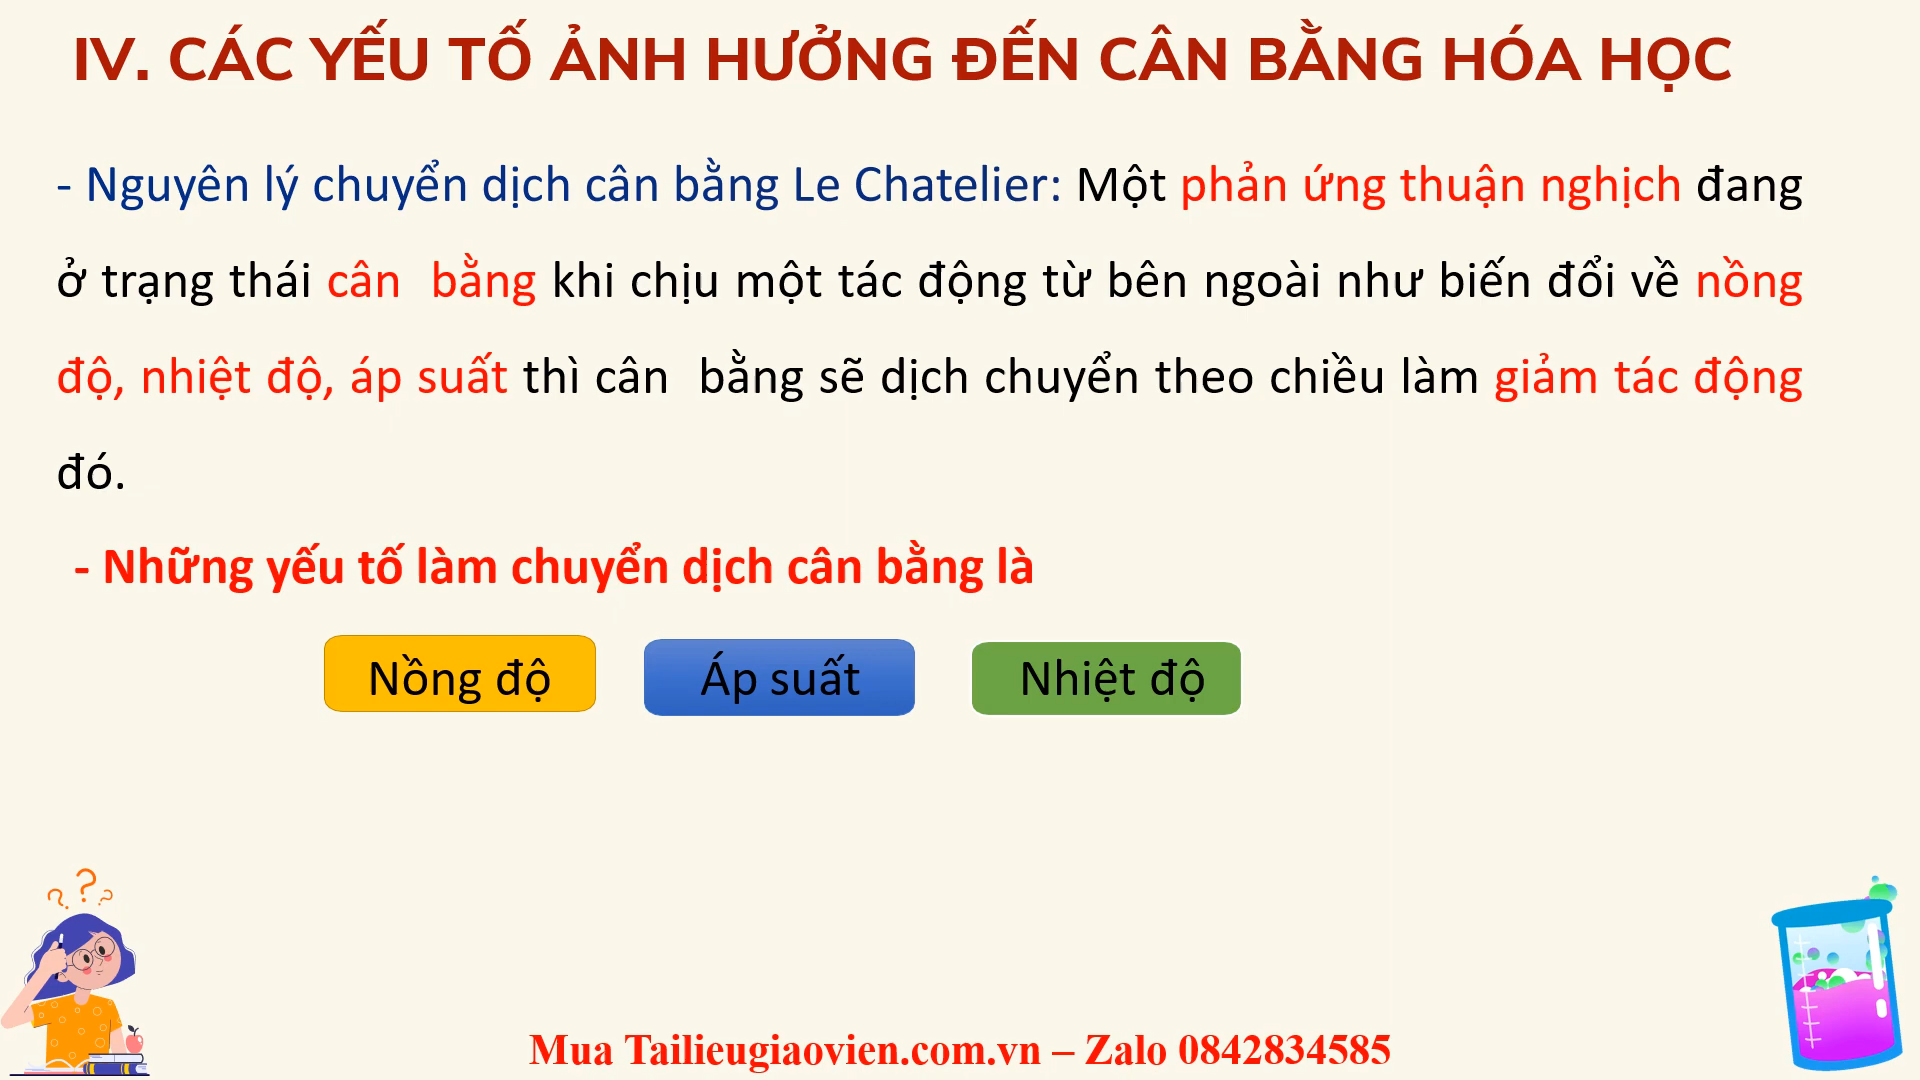 IV. CÁC YẾU TỐ ẢNH HƯỞNG ĐẾN CÂN BẰNG HÓA HỌC
- Nguyên lý chuyển dịch cân bằng Le Chatelier: Một phản ứng thuận nghịch đang
ở trạng thái cân bằng khi chịu một tác động từ bên ngoài như biến đổi về nồng
độ, nhiệt độ, áp suất thì cân bằng sẽ dịch chuyển theo chiều làm giảm tác động
đó.
- Những yếu tố làm chuyển dịch cân bằng là
Nồng độ
Áp suất
Nhiệt độ
? ? ?
Mua Tailieugiaovien.com.vn – Zalo 0842834585